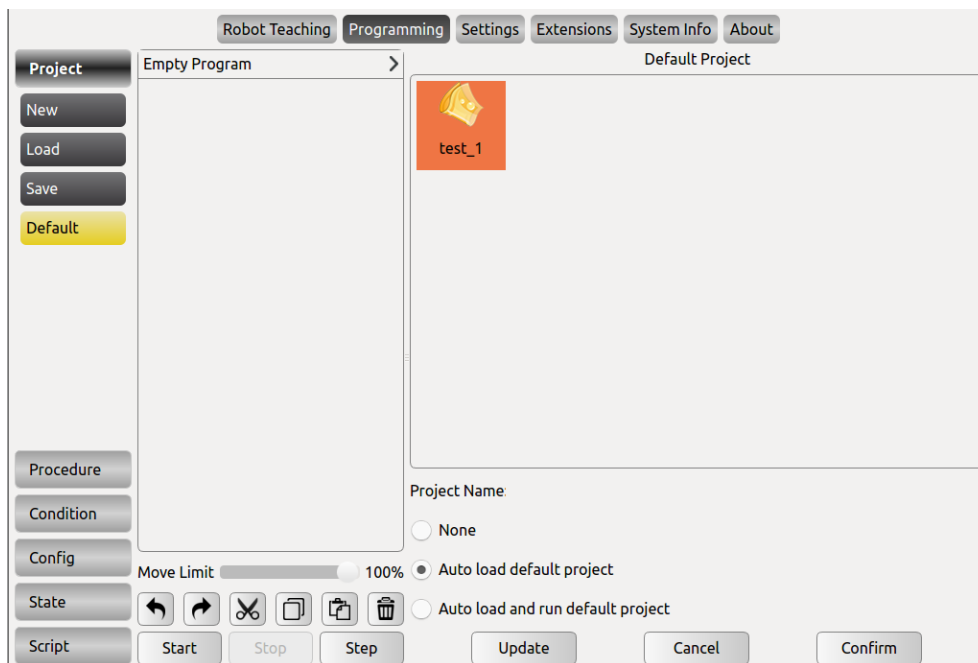 Robot Teaching Programming Settings Extensions System Info About
Project
New
Load
Save
Default
Procedure
Condition
Config
State
Script
Empty Program
Move Limit 100%
Start Stop Step
Default Project
test_1
Project Name:
None
Auto load default project
Auto load and run default project
Update Cancel Confirm